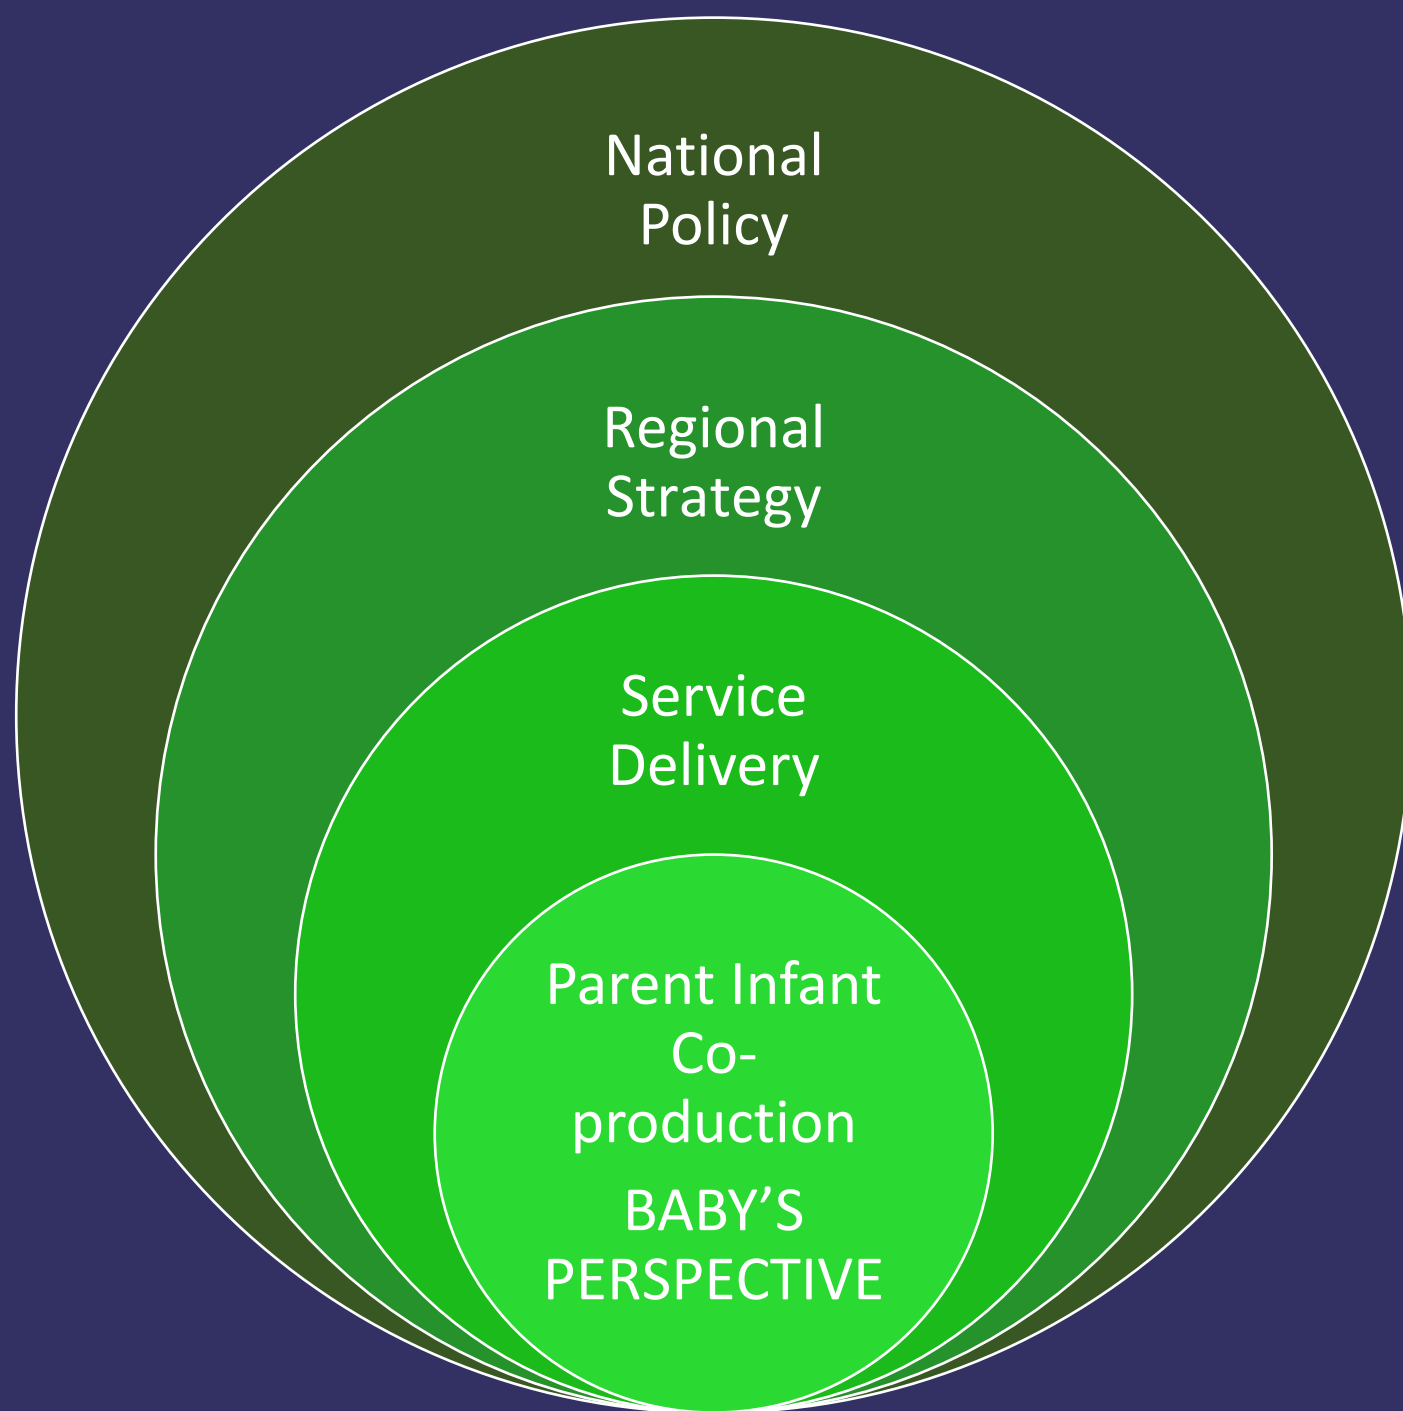 National
Policy
Regional
Strategy
Service
Delivery
Parent Infant
Co-
production
BABY’S
PERSPECTIVE